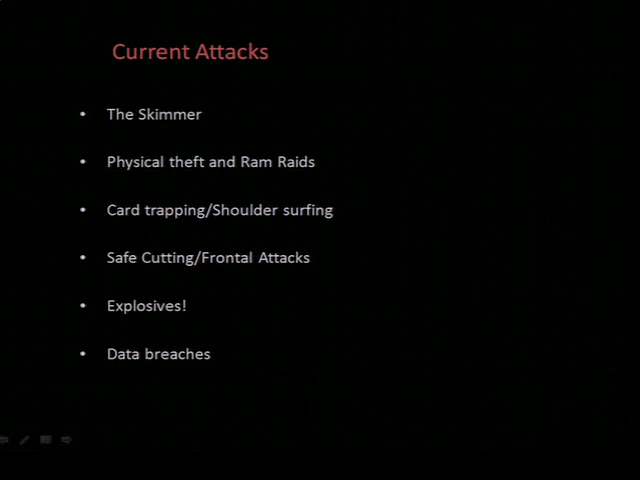 Current Attacks
• The Skimmer
• Physical theft and Ram Raids
• Card trapping/Shoulder surfing
• Safe Cutting/Frontal Attacks
• Explosives!
• Data breaches